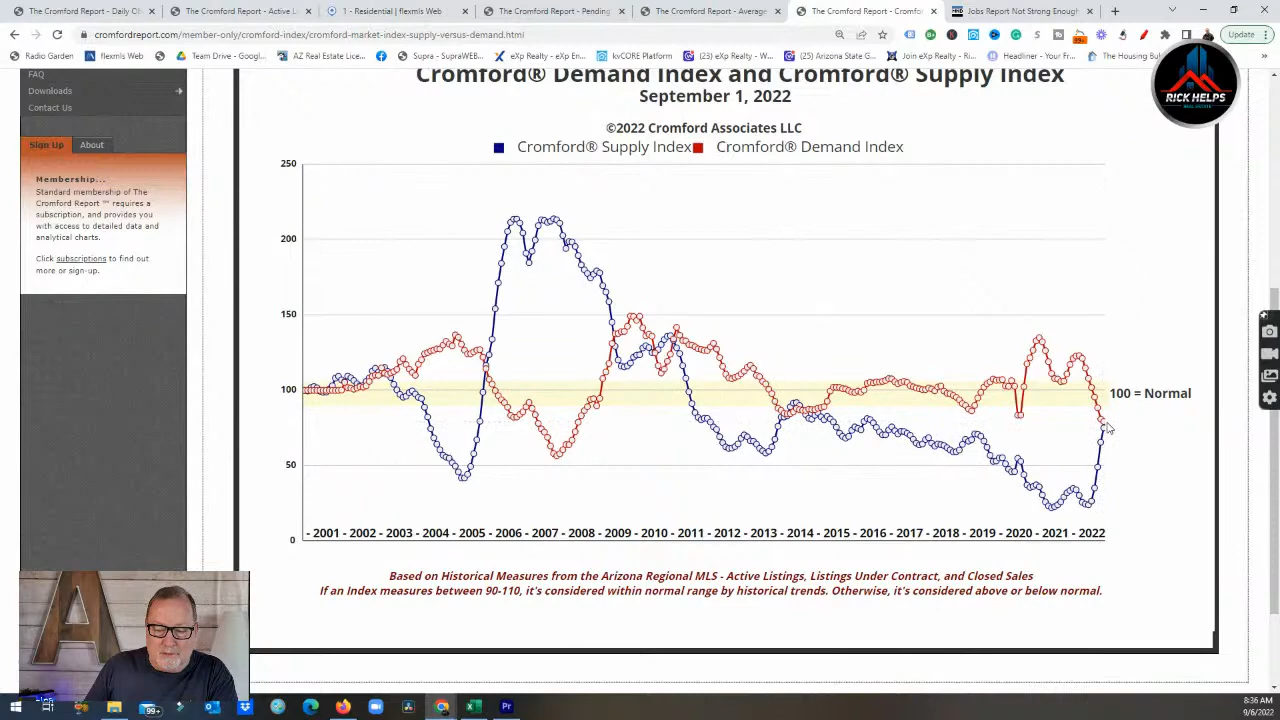 The Cromford Report - Daily Ob
The Cromford Report - Active Li
1 - Residential | flexmls Web
The Cromford Report - Pending
The Cromford Report - Average
The Cromford Report - Cromfo
Jobs Report Not Strong Enough
cromfordreport.com/member-only/cromford-index/cromford-market-index-supply-versus-demand.html
Update
Radio Garden
flexmls Web
Team Drive - Googl...
AZ Real Estate Lice...
Supra - SupraWEB...
eXp Realty - eXp En...
kvCORE Platform
(23) eXp Realty - W...
(25) Arizona State G...
Join eXp Realty - Ri...
Headliner - Your Fr...
The Housing Bu
RICK HELPS
REAL ESTATE
FAQ
Downloads
Contact Us
Sign Up
About
Membership...
Standard membership of The
Cromford Report ™ requires a
subscription, and provides you
with access to detailed data and
analytical charts.
Click subscriptions to find out
more or sign-up.
Cromford® Demand Index and Cromford® Supply Index
September 1, 2022
©2022 Cromford Associates LLC
Cromford® Supply Index
Cromford® Demand Index
250
200
150
100
50
0
100 = Normal
- 2001 - 2002 - 2003 - 2004 - 2005 - 2006 - 2007 - 2008 - 2009 - 2010 - 2011 - 2012 - 2013 - 2014 - 2015 - 2016 - 2017 - 2018 - 2019 - 2020 - 2021 - 2022
Based on Historical Measures from the Arizona Regional MLS - Active Listings, Listings Under Contract, and Closed Sales
If an Index measures between 90-110, it's considered within normal range by historical trends. Otherwise, it's considered above or below normal.
A
99+
8:36 AM
9/6/2022